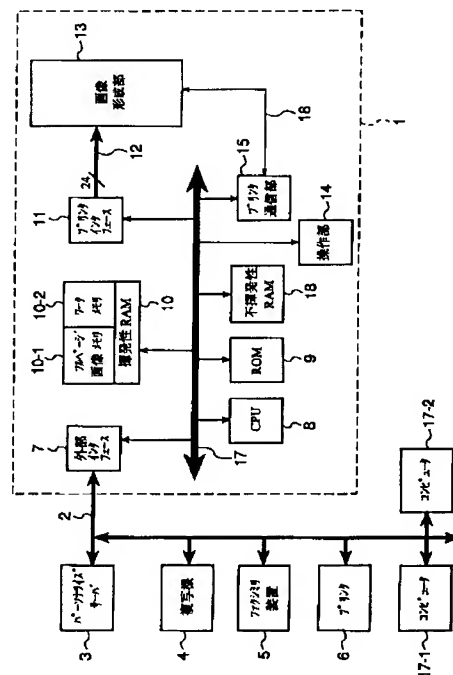 13
画像
形成部
12
24
11
プリンタ
インタ
フェース
18
15
プリンタ
通信部
1
14
操作部
10-2
ワーク
メモリ
10-1
フルページ
画像メモリ
揮発性RAM
10
不揮発性
RAM
18
ROM
9
7
外部
インタ
フェース
CPU
8
17
2
パーソナライズ
サーバ
3
複写機
4
ファクシミリ
装置
5
プリンタ
6
コンピュータ
17-1
コンピュータ
17-2